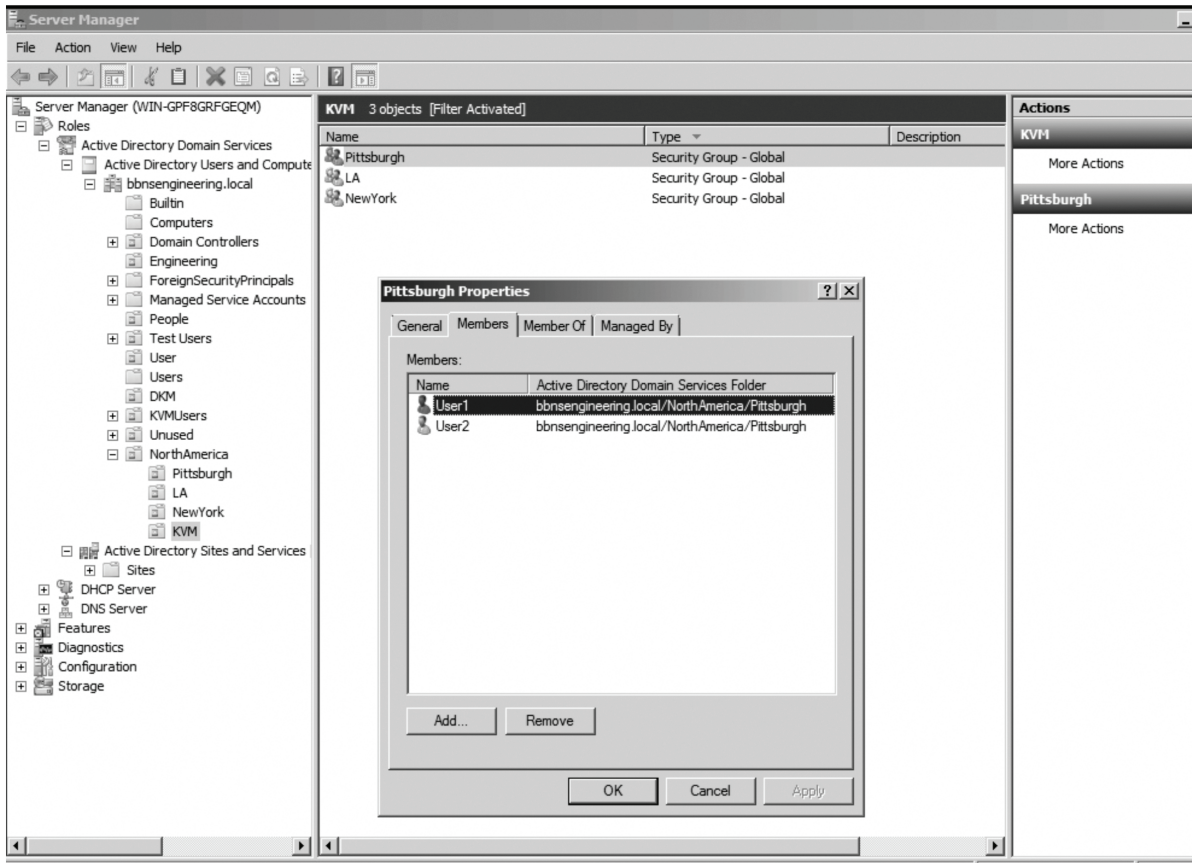 Server Manager
File Action View Help
Server Manager (WIN-GPF8GRFGEQM)
Roles
Active Directory Domain Services
Active Directory Users and Compute
bbnsengineering.local
Builtin
Computers
Domain Controllers
Engineering
ForeignSecurityPrincipals
Managed Service Accounts
People
Test Users
User
Users
DKM
KVMUsers
Unused
NorthAmerica
Pittsburgh
LA
NewYork
KVM
Active Directory Sites and Services
Sites
DHCP Server
DNS Server
Features
Diagnostics
Configuration
Storage
KVM 3 objects [Filter Activated]
Name Type Description
Pittsburgh Security Group - Global
LA Security Group - Global
NewYork Security Group - Global
Pittsburgh Properties
General Members Member Of Managed By
Members:
Name Active Directory Domain Services Folder
User1 bbnsengineering.local/NorthAmerica/Pittsburgh
User2 bbnsengineering.local/NorthAmerica/Pittsburgh
Add... Remove
OK Cancel Apply
Actions
KVM
More Actions
Pittsburgh
More Actions